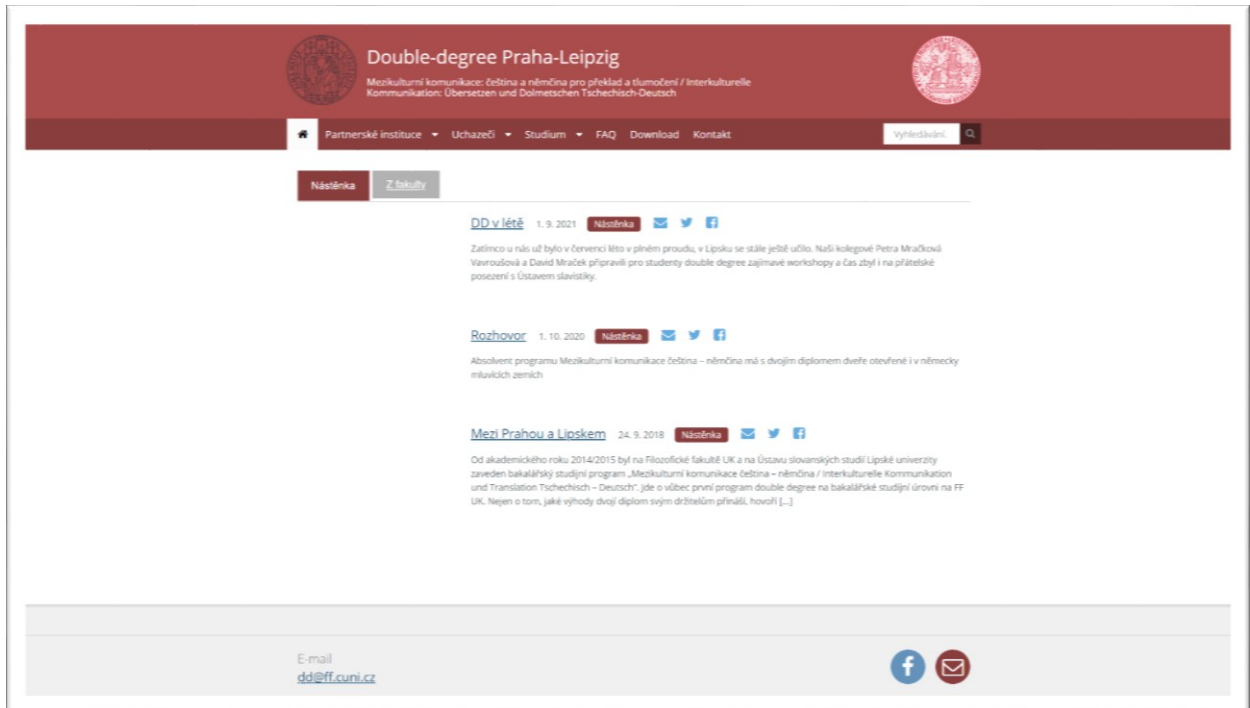 Double-degree Praha-Leipzig
Mezikulturní komunikace: čeština a němčina pro překlad a tlumočení / Interkulturelle
Kommunikation: Übersetzen und Dolmetschen Tschechisch-Deutsch
Partnerské instituce Uchazeči Studium FAQ Download Kontakt Vyhledávání.
Nástěnka Z fakulty
DD v létě 1. 9. 2021 Nástěnka
Zatímco u nás už bylo v červenci léto v plném proudu, v Lipsku se stále ještě učilo. Naši kolegové Petra Mračková
Vavroušová a David Mraček připravili pro studenty double degree zajímavé workshopy a čas zbyl i na přátelské
posezení s Ústavem slavistiky.
Rozhovor 1. 10. 2020 Nástěnka
Absolvent programu Mezikulturní komunikace čeština – němčina má s dvojím diplomem dveře otevřené i v německy
mluvících zemích
Mezi Prahou a Lipskem 24. 9. 2018 Nástěnka
Od akademického roku 2014/2015 byl na Filozofické fakultě UK a na Ústavu slovanských studií Lipské univerzity
zaveden bakalářský studijní program „Mezikulturní komunikace čeština – němčina / Interkulturelle Kommunikation
und Translation Tschechisch – Deutsch“. Jde o vůbec první program double degree na bakalářské studijní úrovni na FF
UK. Nejen o tom, jaké výhody dvojí diplom svým držitelům přináší, hovoří [...]
E-mail
dd@ff.cuni.cz